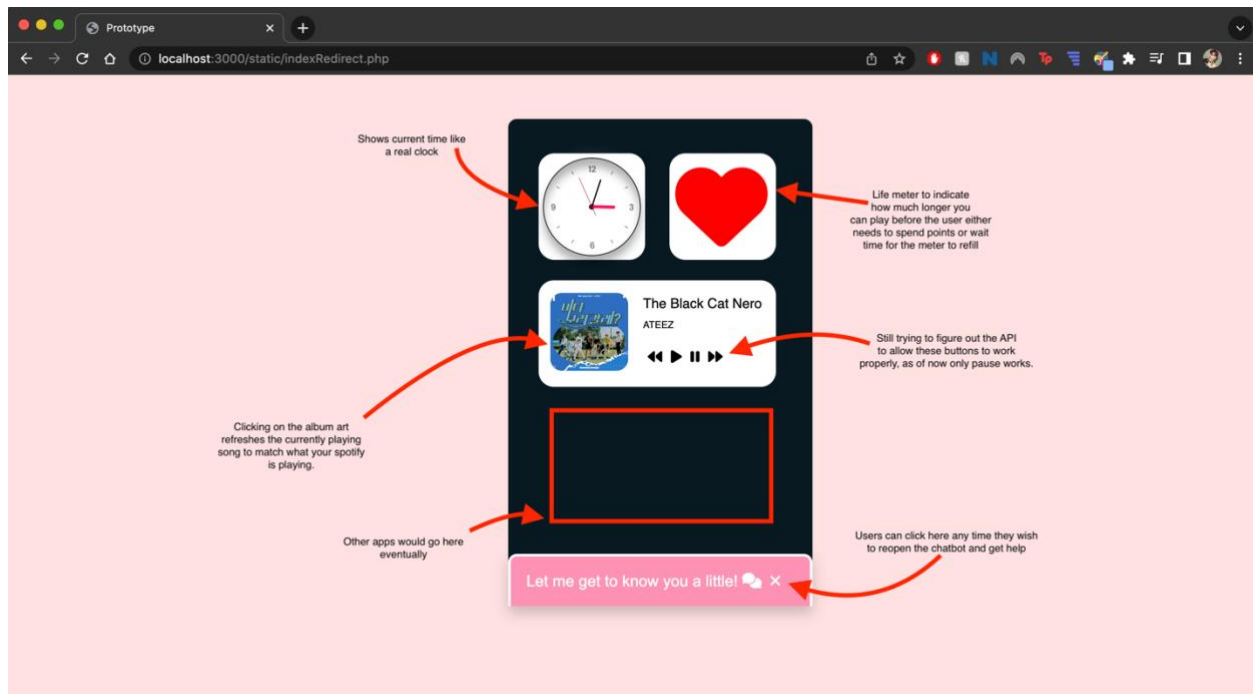 Prototype
localhost:3000/static/indexRedirect.php
Shows current time like
a real clock
12
9
3
6
Life meter to indicate
how much longer you
can play before the user either
needs to spend points or wait
time for the meter to refill
The Black Cat Nero
ATEEZ
Still trying to figure out the API
to allow these buttons to work
properly, as of now only pause works.
Clicking on the album art
refreshes the currently playing
song to match what your spotify
is playing.
Other apps would go here
eventually
Users can click here any time they wish
to reopen the chatbot and get help
Let me get to know you a little!